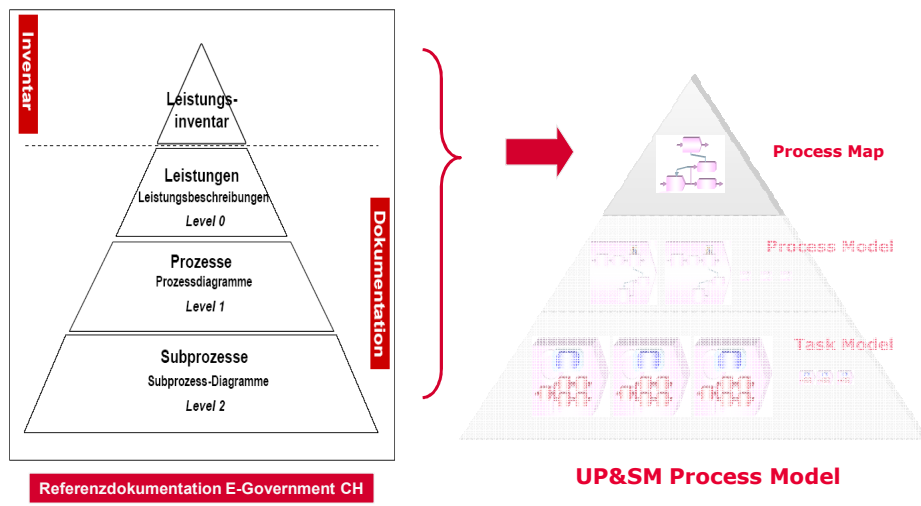 Inventar
Leistungs-
inventar
Leistungen
Leistungsbeschreibungen
Level 0
Dokumentation
Prozesse
Prozessdiagramme
Level 1
Subprozesse
Subprozess-Diagramme
Level 2
Referenzdokumentation E-Government CH
Process Map
Process Model
Task Model
UP&SM Process Model